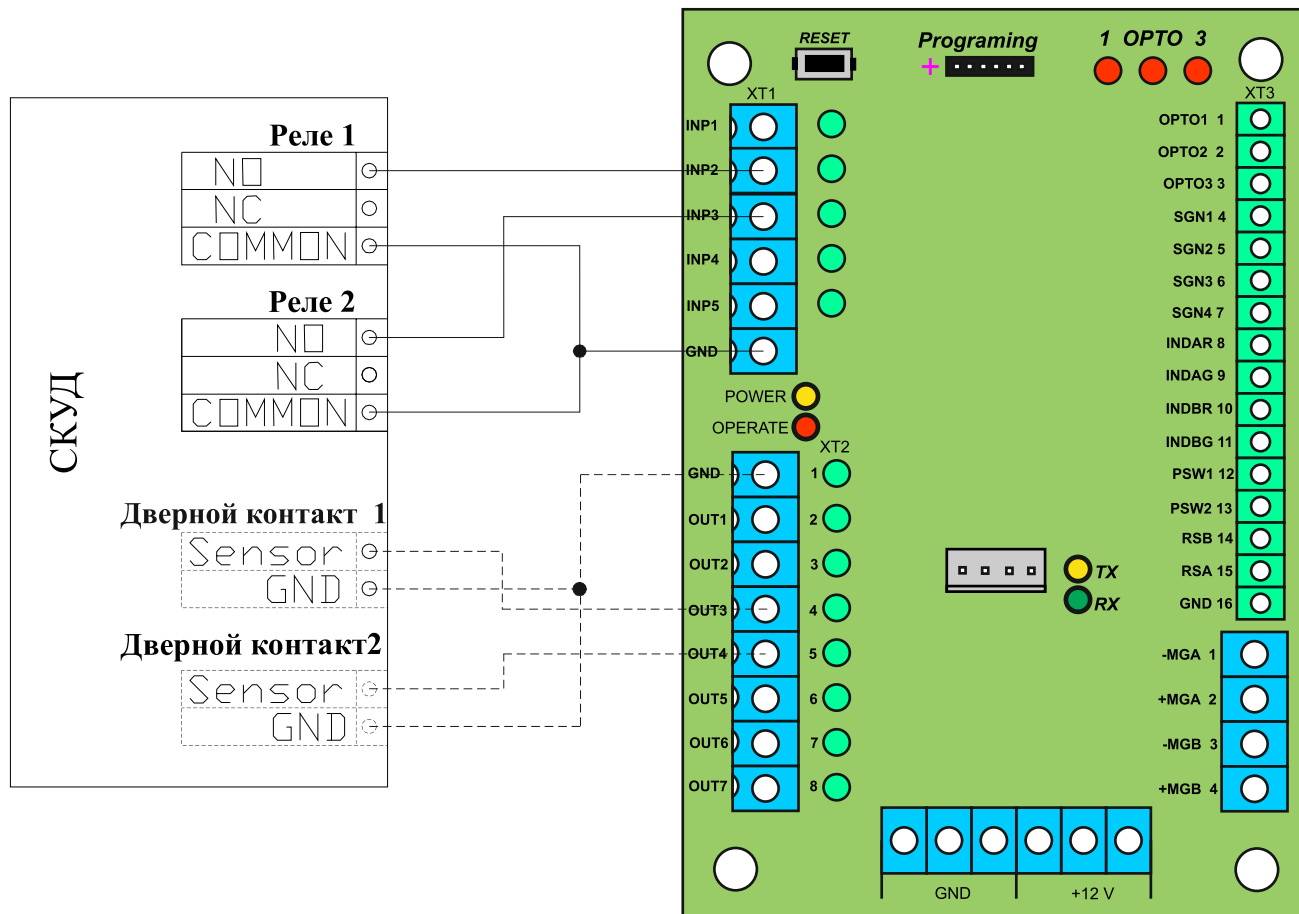 RESET
Programing
1 OPTO 3
+
XT1
XT3
СКУД
Реле 1
NO
NC
COMMON
Реле 2
NO
NC
COMMON
Дверной контакт 1
Sensor
GND
Дверной контакт2
Sensor
GND
INP1
INP2
INP3
INP4
INP5
GND
POWER
OPERATE
XT2
GND 1
OUT1 2
OUT2 3
OUT3 4
OUT4 5
OUT5 6
OUT6 7
OUT7 8
TX
RX
OPTO1 1
OPTO2 2
OPTO3 3
SGN1 4
SGN2 5
SGN3 6
SGN4 7
INDAR 8
INDAG 9
INDBR 10
INDBG 11
PSW1 12
PSW2 13
RSB 14
RSA 15
GND 16
-MGA 1
+MGA 2
-MGB 3
+MGB 4
GND
+12 V